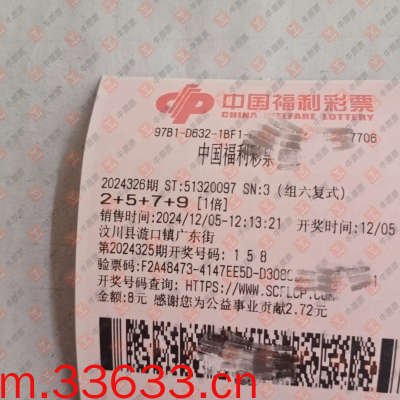 中国福利彩票
CHINA WELFARE LOTTERY
97B1-D632-1BF1- 7706
中国福利彩
2024326期 ST:51320097 SN:3 (组六复式)
2+5+7+9 [1倍]
销售时间:2024/12/05-12:13:21 开奖时间:12/05
汶川县漩口镇广东街
第2024325期开奖号码: 1 5 8
验票码:F2A48473-4147EE5D-D308 1
开奖号码查询: HTTPS://WWW.SCFLCP.COM
金额:8元 感谢您为公益事业贡献2.72元
m.33633.cn